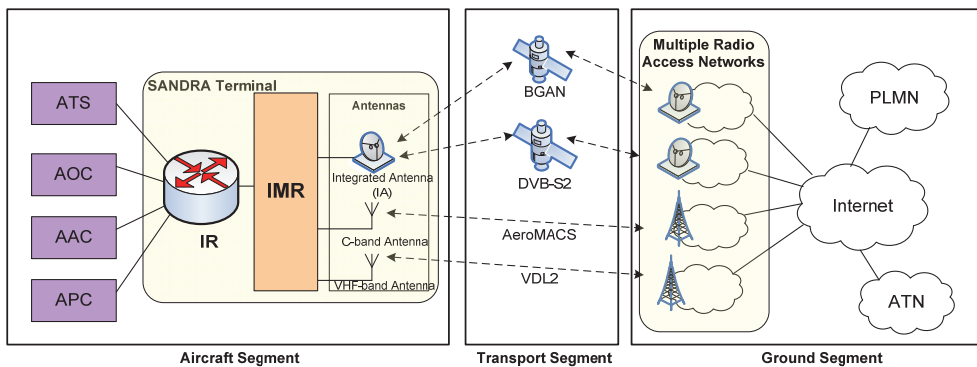 SANDRA Terminal
ATS
AOC
AAC
APC
IR
IMR
Antennas
Integrated Antenna
(IA)
C-band Antenna
VHF-band Antenna
BGAN
DVB-S2
AeroMACS
VDL2
Multiple Radio
Access Networks
PLMN
Internet
ATN
Aircraft Segment
Transport Segment
Ground Segment